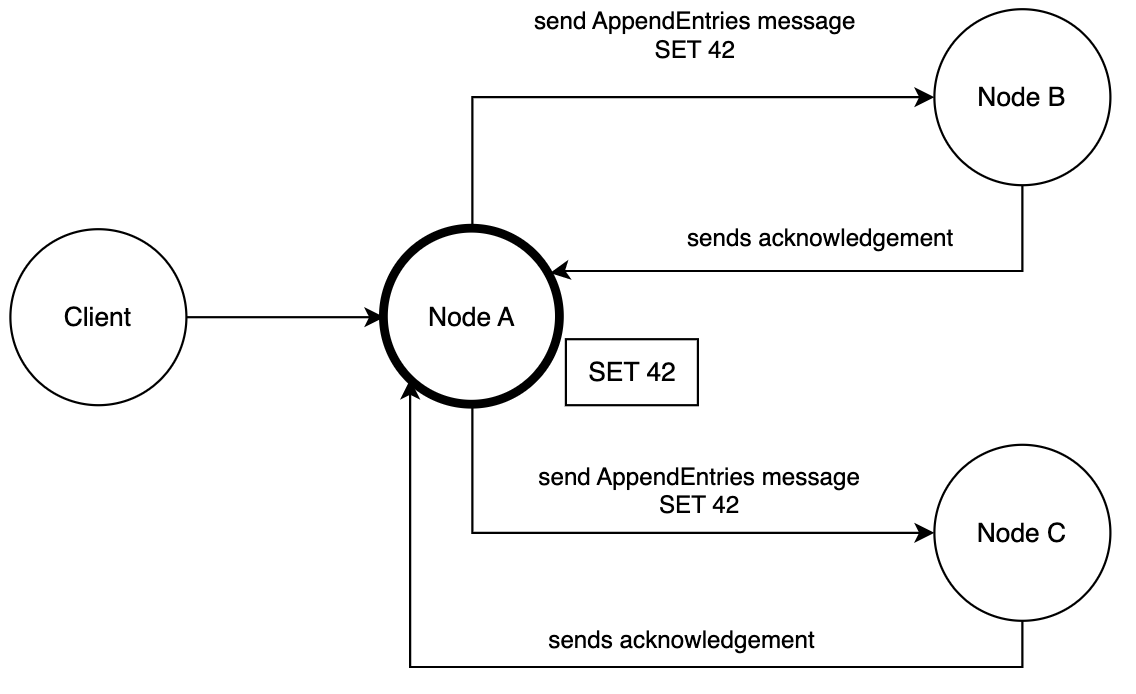 send AppendEntries message
SET 42
Node B
sends acknowledgement
Client
Node A
SET 42
send AppendEntries message
SET 42
Node C
sends acknowledgement